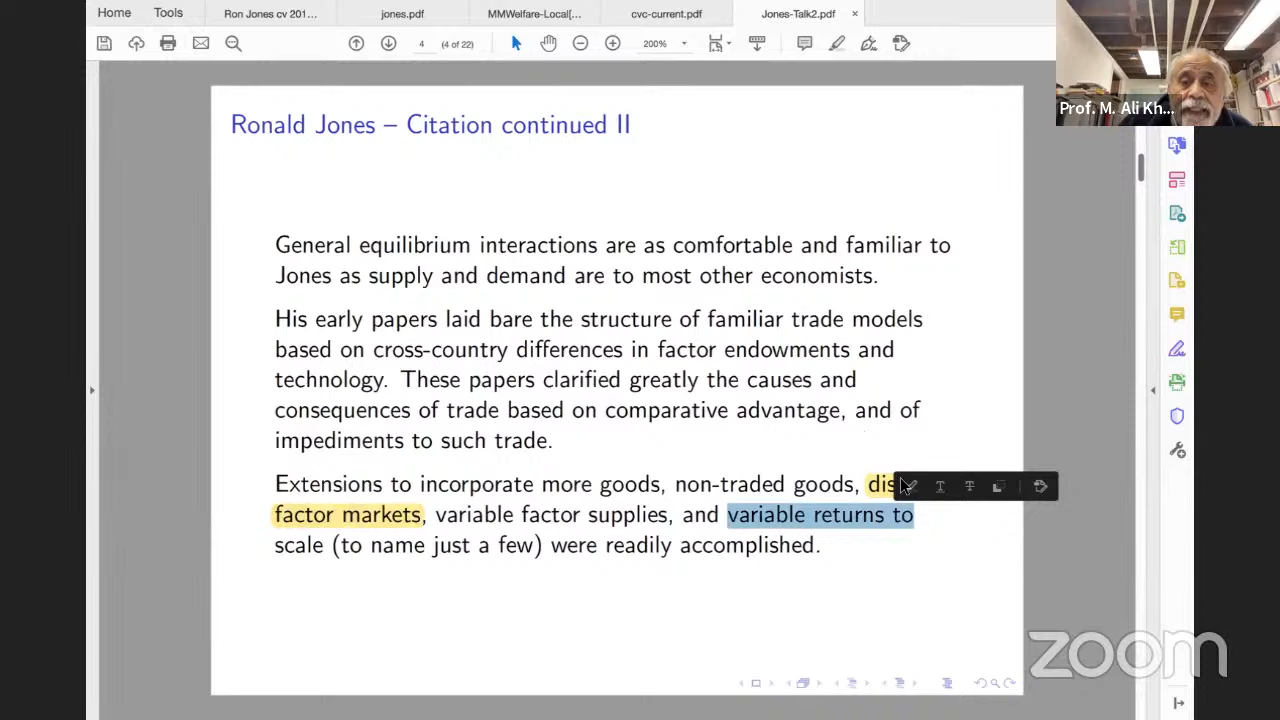 Home Tools Ron Jones cv 201... jones.pdf MMWelfare-Local[... cvc-current.pdf Jones-Talk2.pdf ×
4 (4 of 22) 200%
Prof. M. Ali Kh...
Ronald Jones – Citation continued II
General equilibrium interactions are as comfortable and familiar to
Jones as supply and demand are to most other economists.
His early papers laid bare the structure of familiar trade models
based on cross-country differences in factor endowments and
technology. These papers clarified greatly the causes and
consequences of trade based on comparative advantage, and of
impediments to such trade.
Extensions to incorporate more goods, non-traded goods, dis
factor markets, variable factor supplies, and variable returns to
scale (to name just a few) were readily accomplished.
zoom